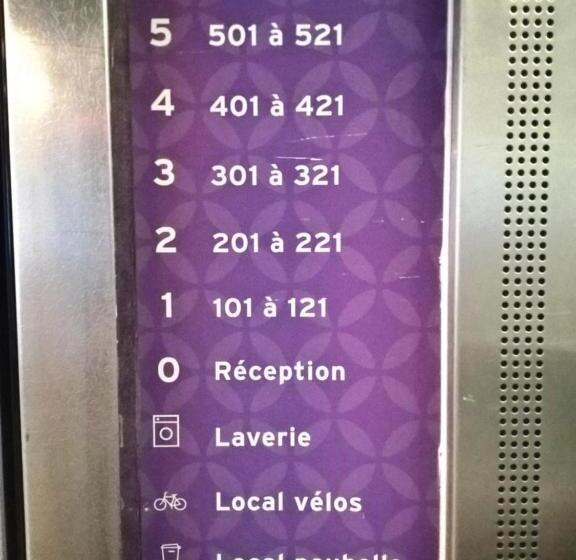 5 501 à 521
4 401 à 421
3 301 à 321
2 201 à 221
1 101 à 121
0 Réception
Laverie
Local vélos
Local